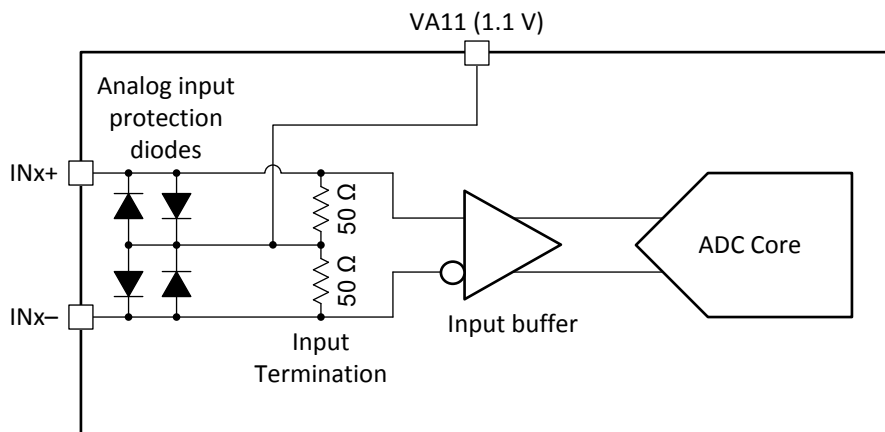 VA11 (1.1 V)
Analog input
protection
diodes
INx+
50 Ω
50 Ω
ADC Core
INx–
Input buffer
Input
Termination